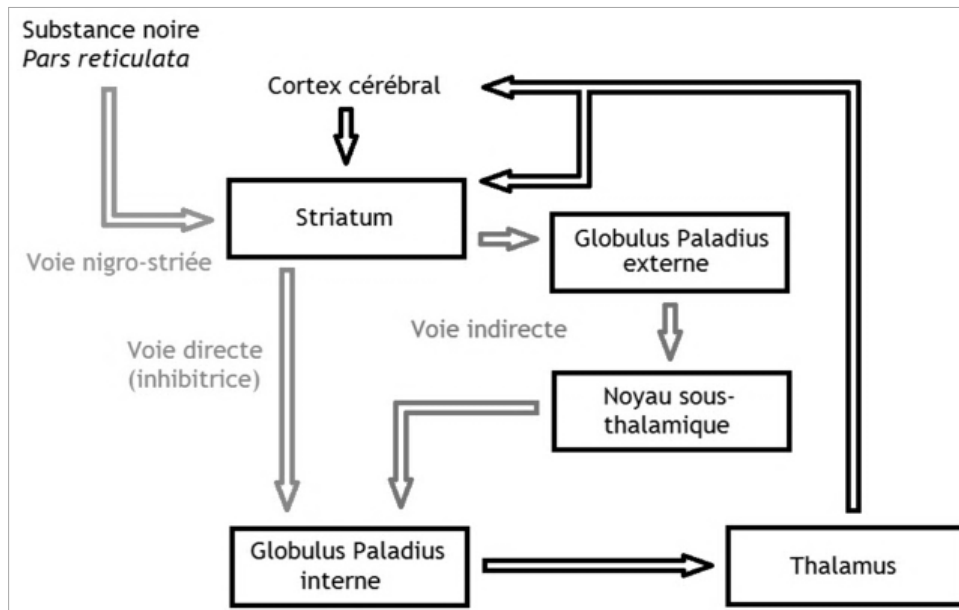 Substance noire
Pars reticulata
Cortex cérébral
Striatum
Globulus Paladius
externe
Voie nigro-striée
Voie indirecte
Voie directe
(inhibitrice)
Noyau sous-
thalamique
Globulus Paladius
interne
Thalamus